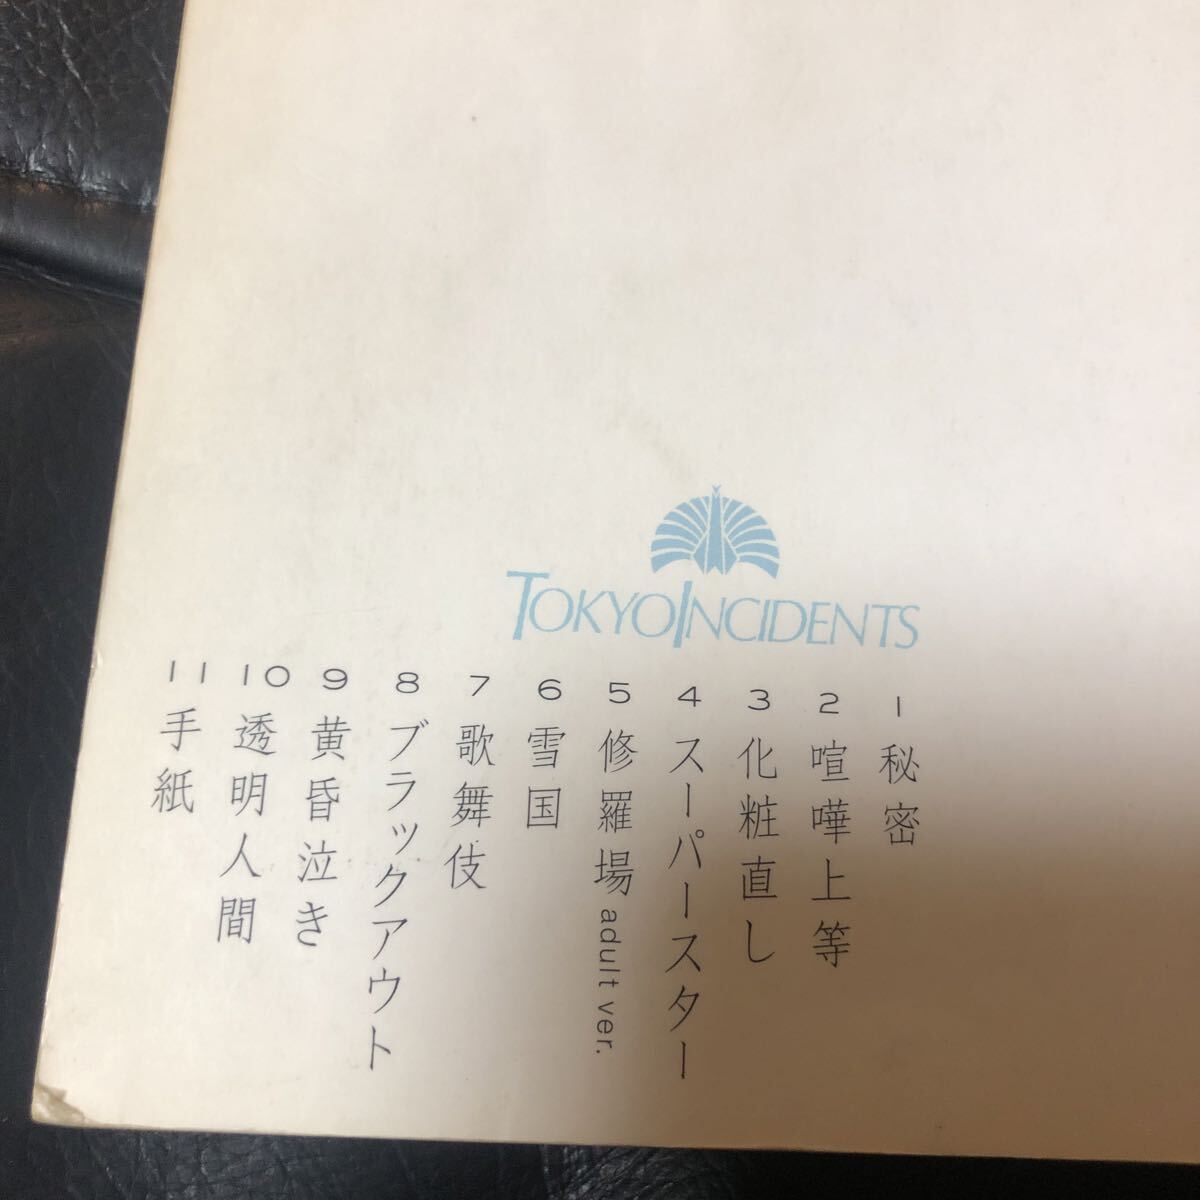 TOKYO INCIDENTS
1 秘密
2 喧嘩上等
3 化粧直し
4 スーパースター
5 修羅場 adult ver.
6 雪国
7 歌舞伎
8 ブラックアウト
9 黄昏泣き
10 透明人間
11 手紙